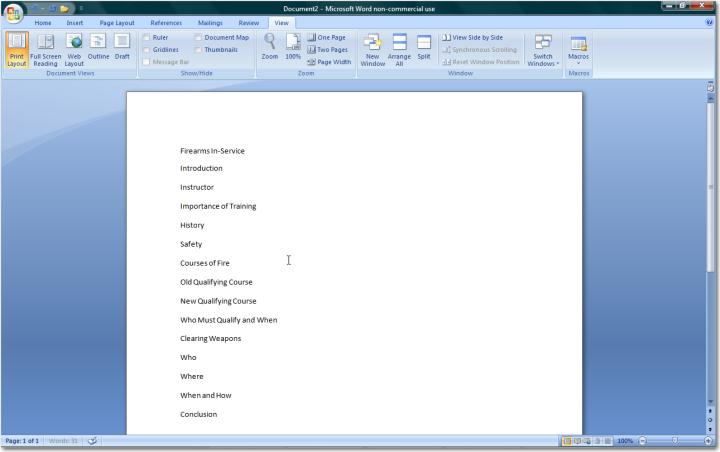 Document2 - Microsoft Word non-commercial use
Home Insert Page Layout References Mailings Review View
Print Layout
Full Screen Reading
Web Layout
Outline
Draft
Document Views
Ruler
Gridlines
Message Bar
Document Map
Thumbnails
Show/Hide
Zoom
100%
One Page
Two Pages
Page Width
Zoom
New Window
Arrange All
Split
View Side by Side
Synchronous Scrolling
Reset Window Position
Window
Switch Windows
Macros
Macros
Firearms In-Service
Introduction
Instructor
Importance of Training
History
Safety
Courses of Fire
Old Qualifying Course
New Qualifying Course
Who Must Qualify and When
Clearing Weapons
Who
Where
When and How
Conclusion
Page: 1 of 1 Words: 31 100%